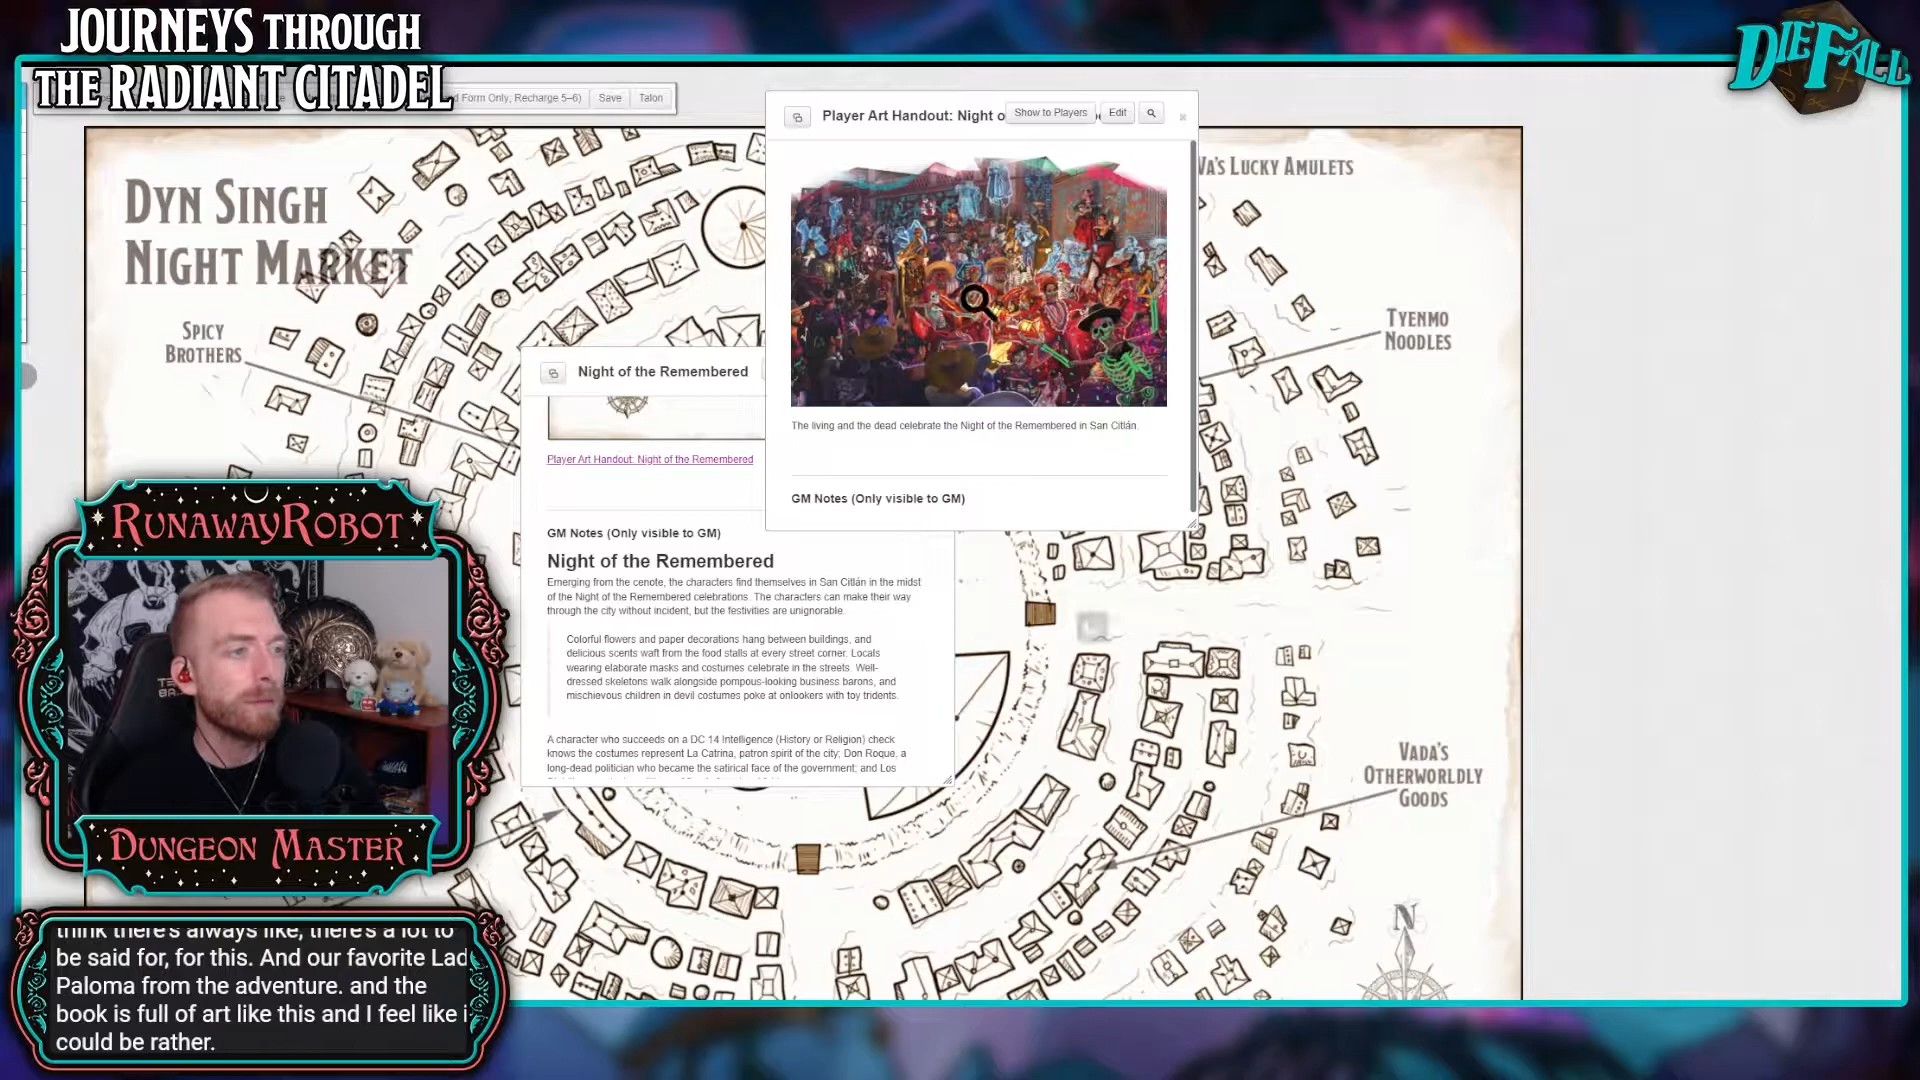 JOURNEYS THROUGH
THE RADIANT CITADEL
DIEFALL
d Form Only, Recharge 5–6)
Save
Talon
Player Art Handout: Night o
Show to Players
Edit
DYN SINGH
NIGHT MARKET
VA'S LUCKY AMULETS
SPICY
BROTHERS
TYENMO
NOODLES
The living and the dead celebrate the Night of the Remembered in San Citlán.
GM Notes (Only visible to GM)
Night of the Remembered
Player Art Handout: Night of the Remembered
GM Notes (Only visible to GM)
Night of the Remembered
Emerging from the cenote, the characters find themselves in San Citlán in the midst
of the Night of the Remembered celebrations. The characters can make their way
through the city without incident, but the festivities are unignorable.
Colorful flowers and paper decorations hang between buildings, and
delicious scents waft from the food stalls at every street corner. Locals
wearing elaborate masks and costumes celebrate in the streets. Well-
dressed skeletons walk alongside pompous-looking business barons, and
mischievous children in devil costumes poke at onlookers with toy tridents.
A character who succeeds on a DC 14 Intelligence (History or Religion) check
knows the costumes represent La Catrina, patron spirit of the city; Don Roque, a
long-dead politician who became the satirical face of the government; and Los
VADA'S
OTHERWORLDLY
GOODS
N
RUNAWAYROBOT
DUNGEON MASTER
think there's always like, there's a lot to
be said for, for this. And our favorite Lad
Paloma from the adventure. and the
book is full of art like this and I feel like i
could be rather.